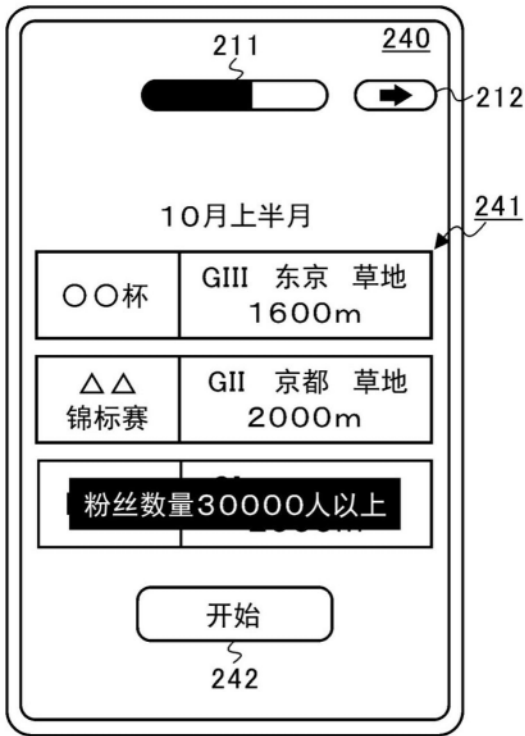 211
240
212
10月上半月
241
〇〇杯
GIII 东京 草地
1600m
△△
锦标赛
GII 京都 草地
2000m
粉丝数量30000人以上
开始
242